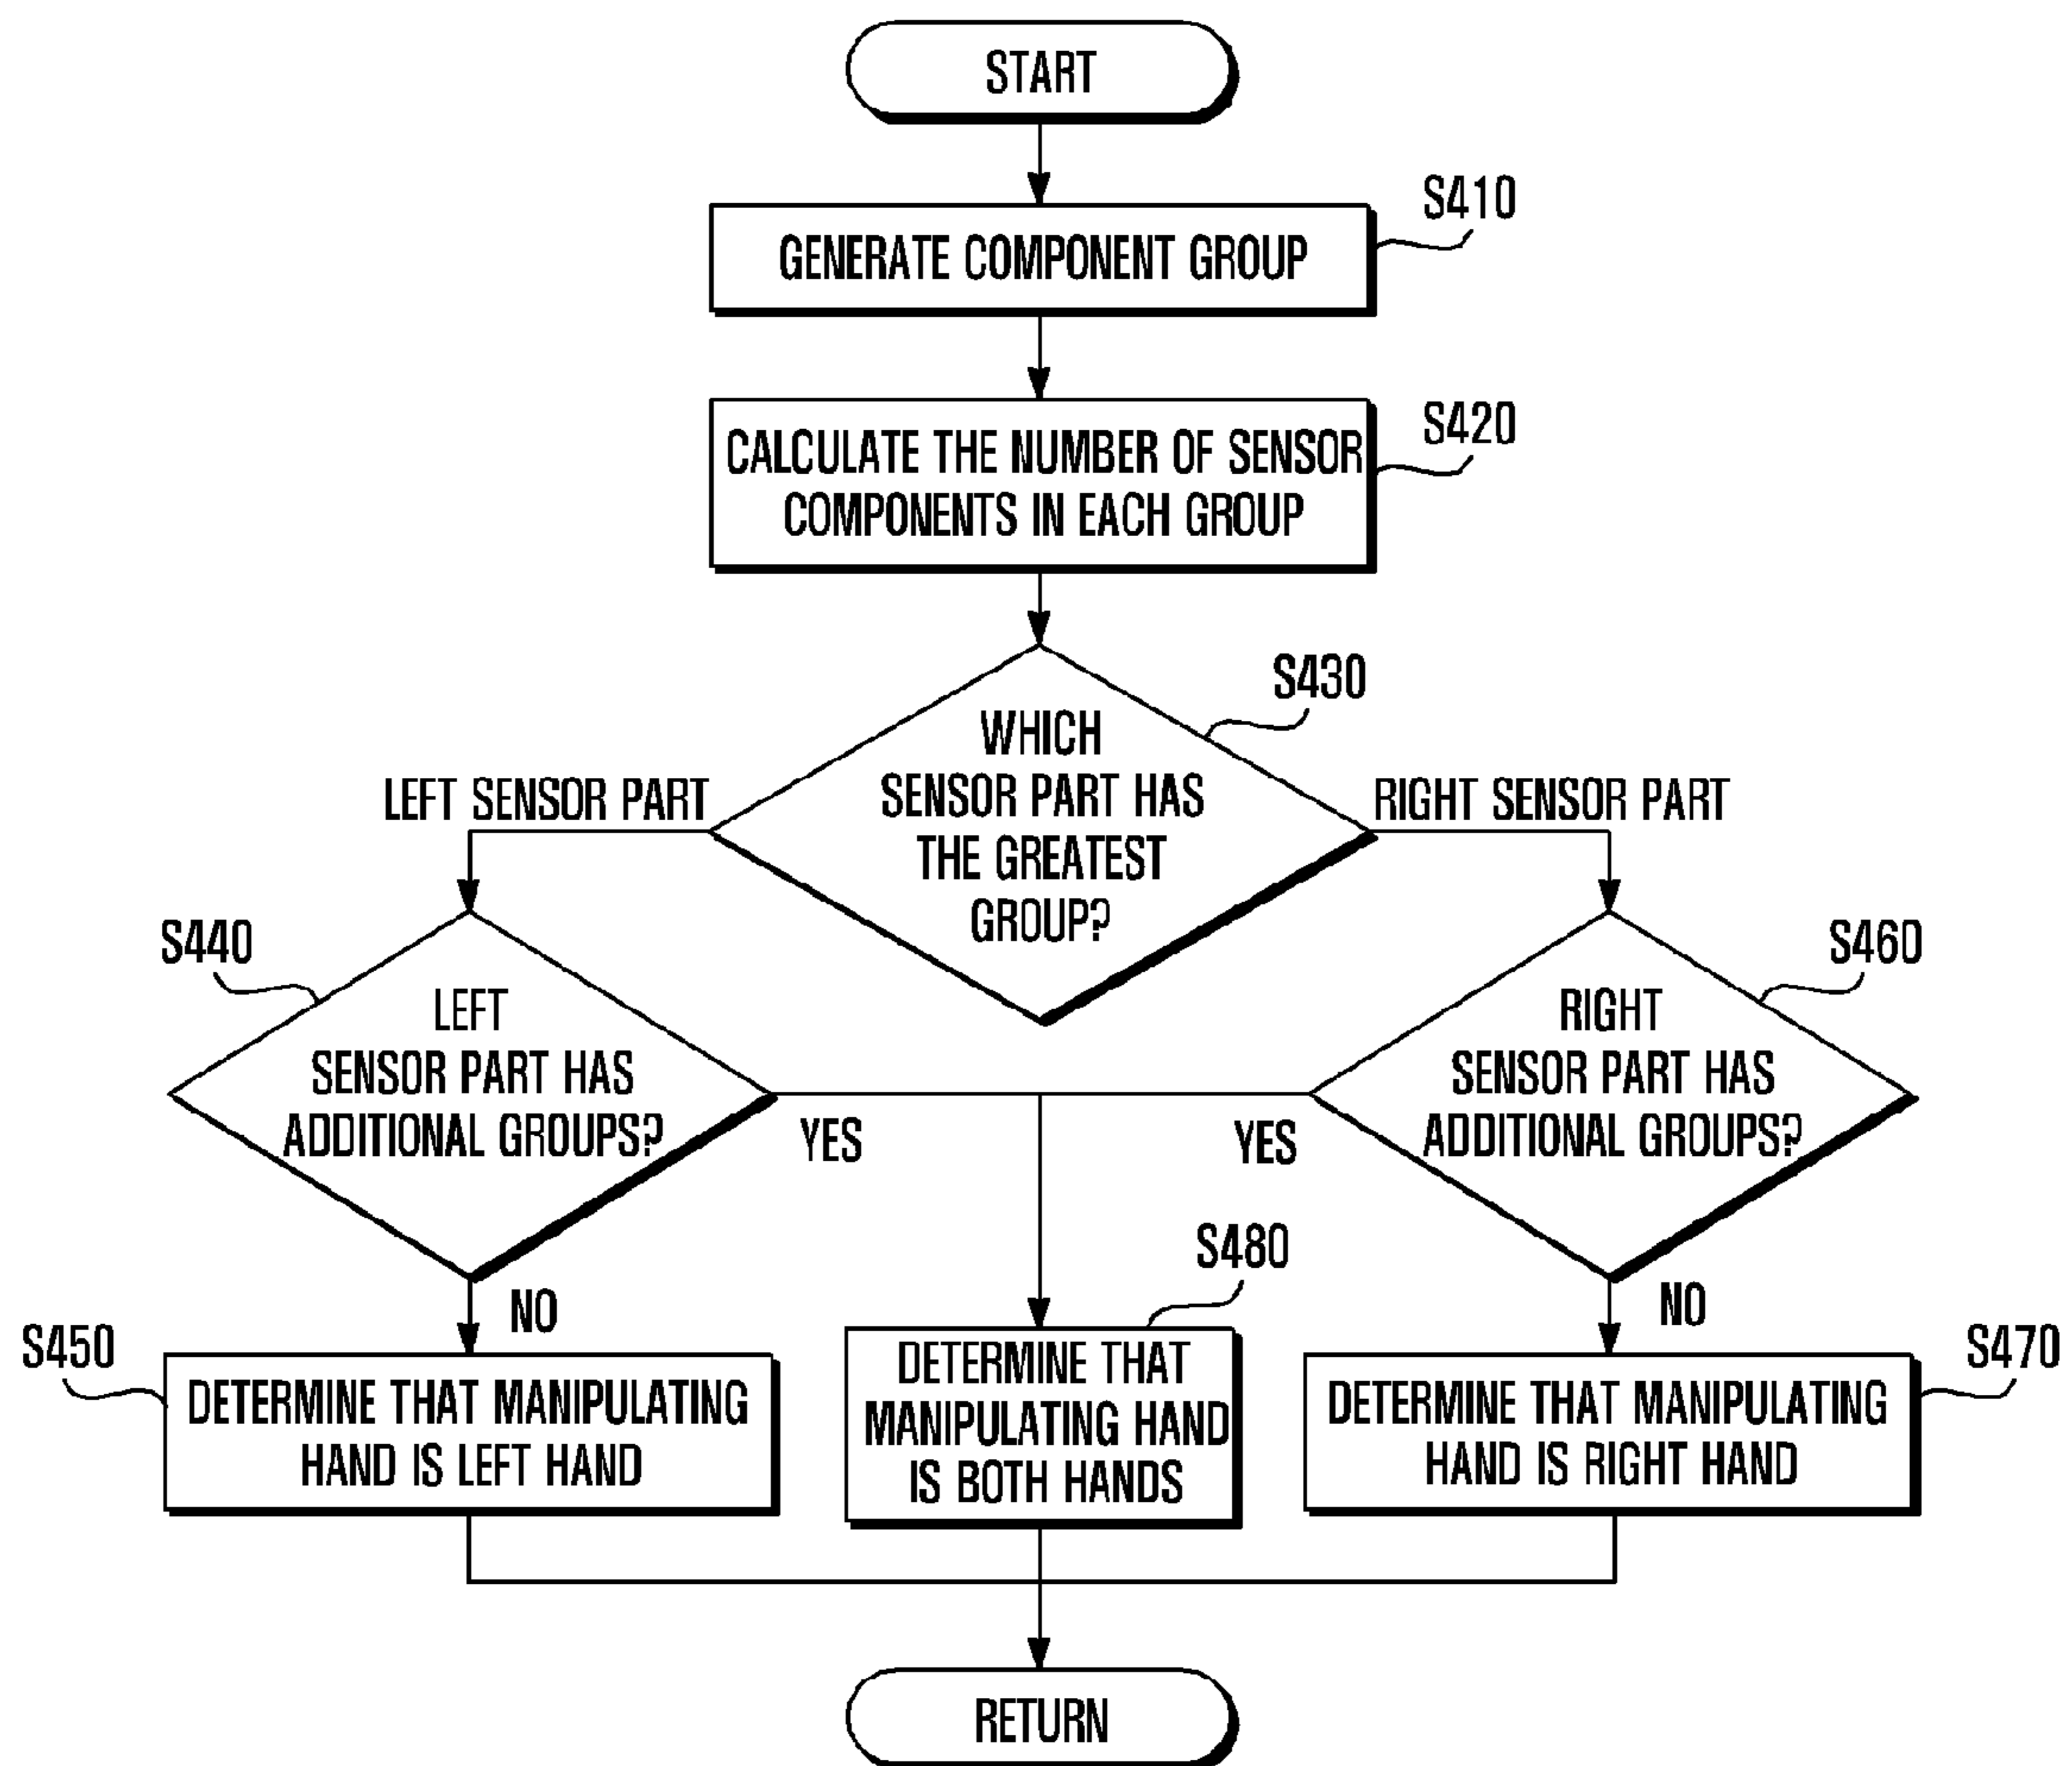 START
S410
GENERATE COMPONENT GROUP
S420
CALCULATE THE NUMBER OF SENSOR
COMPONENTS IN EACH GROUP
S430
WHICH
SENSOR PART HAS
THE GREATEST
GROUP?
LEFT SENSOR PART
RIGHT SENSOR PART
S440
LEFT
SENSOR PART HAS
ADDITIONAL GROUPS?
YES
S460
RIGHT
SENSOR PART HAS
ADDITIONAL GROUPS?
YES
NO
S450
DETERMINE THAT MANIPULATING
HAND IS LEFT HAND
S480
DETERMINE THAT
MANIPULATING HAND
IS BOTH HANDS
NO
S470
DETERMINE THAT MANIPULATING
HAND IS RIGHT HAND
RETURN